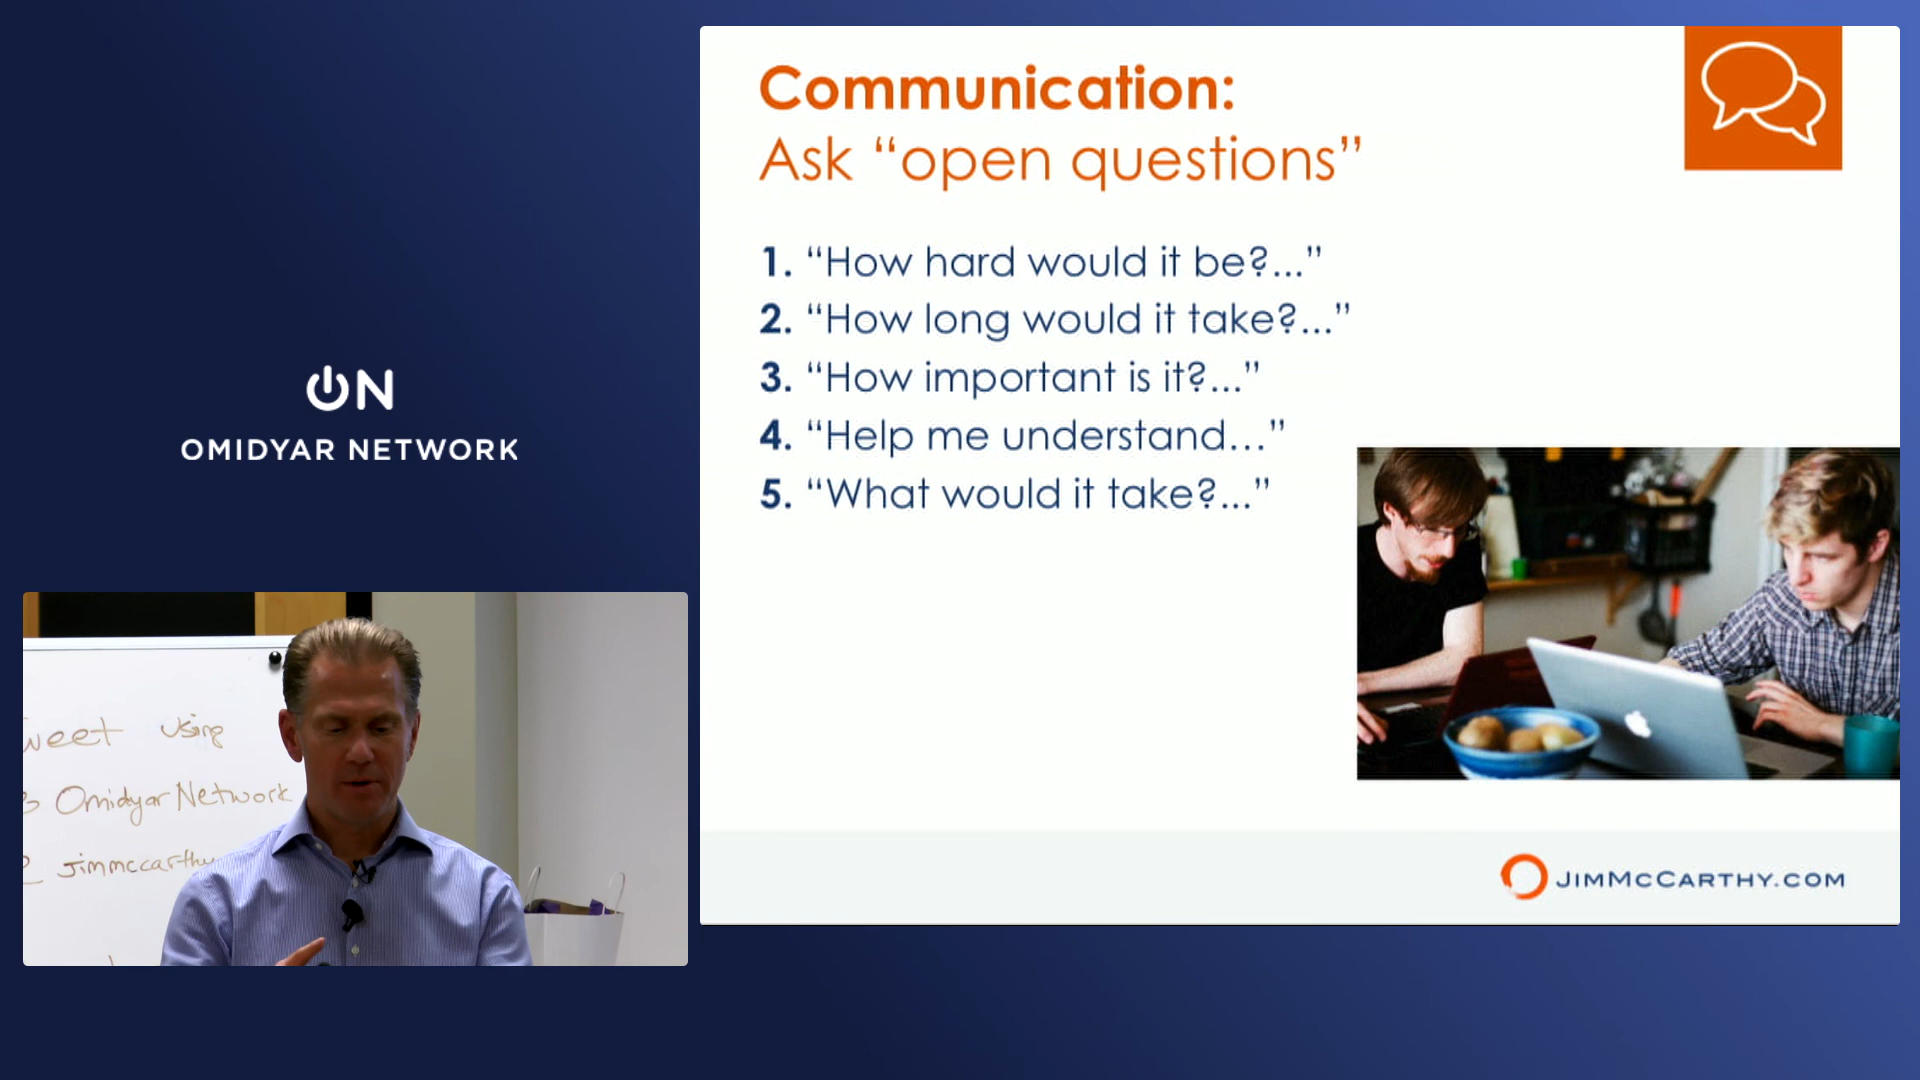 Communication:
Ask “open questions”
1. “How hard would it be?...”
2. “How long would it take?...”
3. “How important is it?...”
4. “Help me understand...”
5. “What would it take?...”
JIMMCCARTHY.COM
ON
OMIDYAR NETWORK
using
Omidyar Network
Jimmccarthy